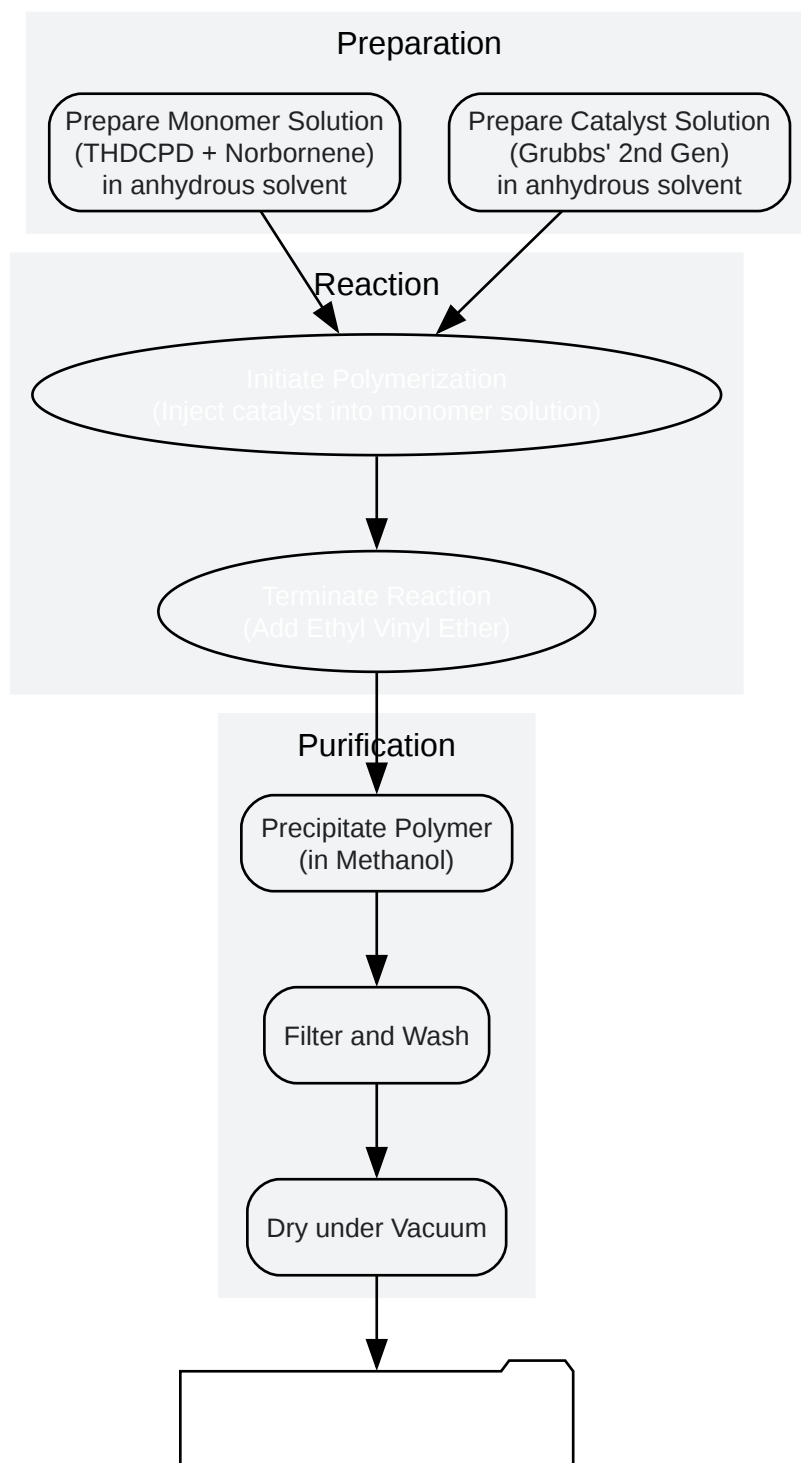 Preparation
Prepare Monomer Solution
(THDCPD + Norbornene)
in anhydrous solvent
Prepare Catalyst Solution
(Grubbs' 2nd Gen)
in anhydrous solvent
Reaction
Initiate Polymerization
(Inject catalyst into monomer solution)
Terminate Reaction
(Add Ethyl Vinyl Ether)
Purification
Precipitate Polymer
(in Methanol)
Filter and Wash
Dry under Vacuum